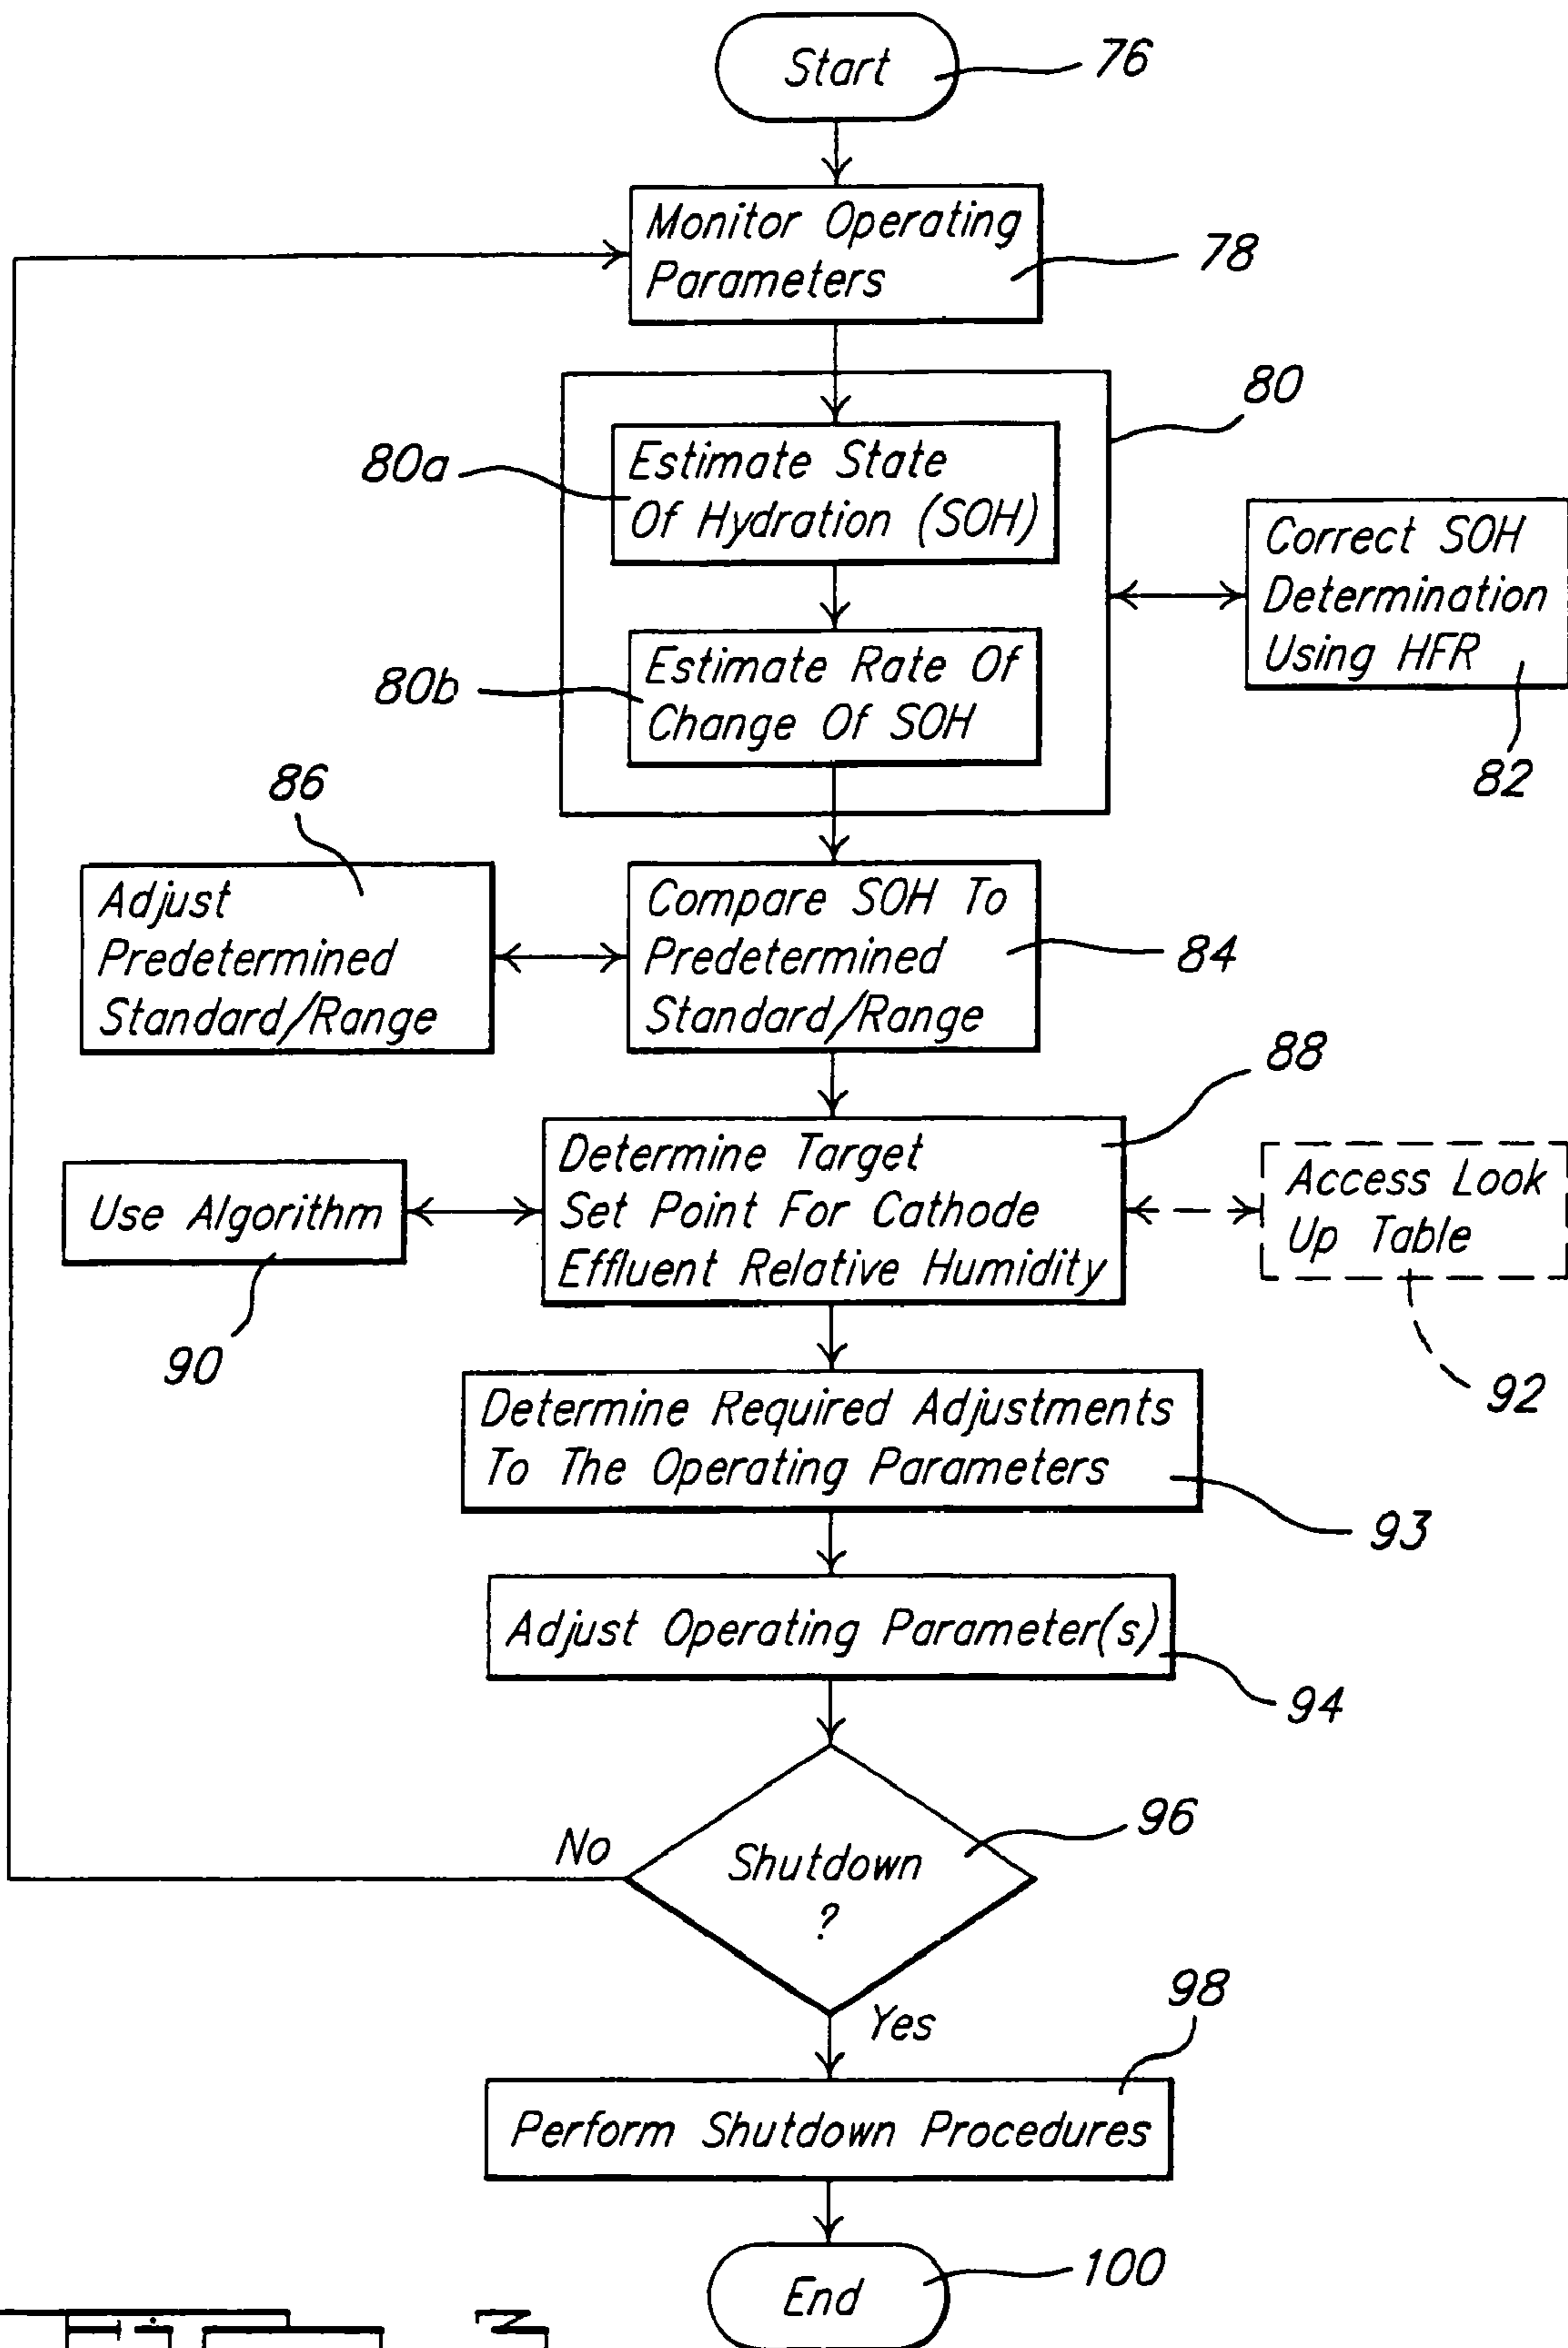 Start
76
Monitor Operating
Parameters
78
80
80a
Estimate State
Of Hydration (SOH)
Correct SOH
Determination
Using HFR
82
80b
Estimate Rate Of
Change Of SOH
86
Adjust
Predetermined
Standard/Range
Compare SOH To
Predetermined
Standard/Range
84
88
Use Algorithm
90
Determine Target
Set Point For Cathode
Effluent Relative Humidity
Access Look
Up Table
92
Determine Required Adjustments
To The Operating Parameters
93
Adjust Operating Parameter(s)
94
96
No
Shutdown
?
Yes
98
Perform Shutdown Procedures
End
100